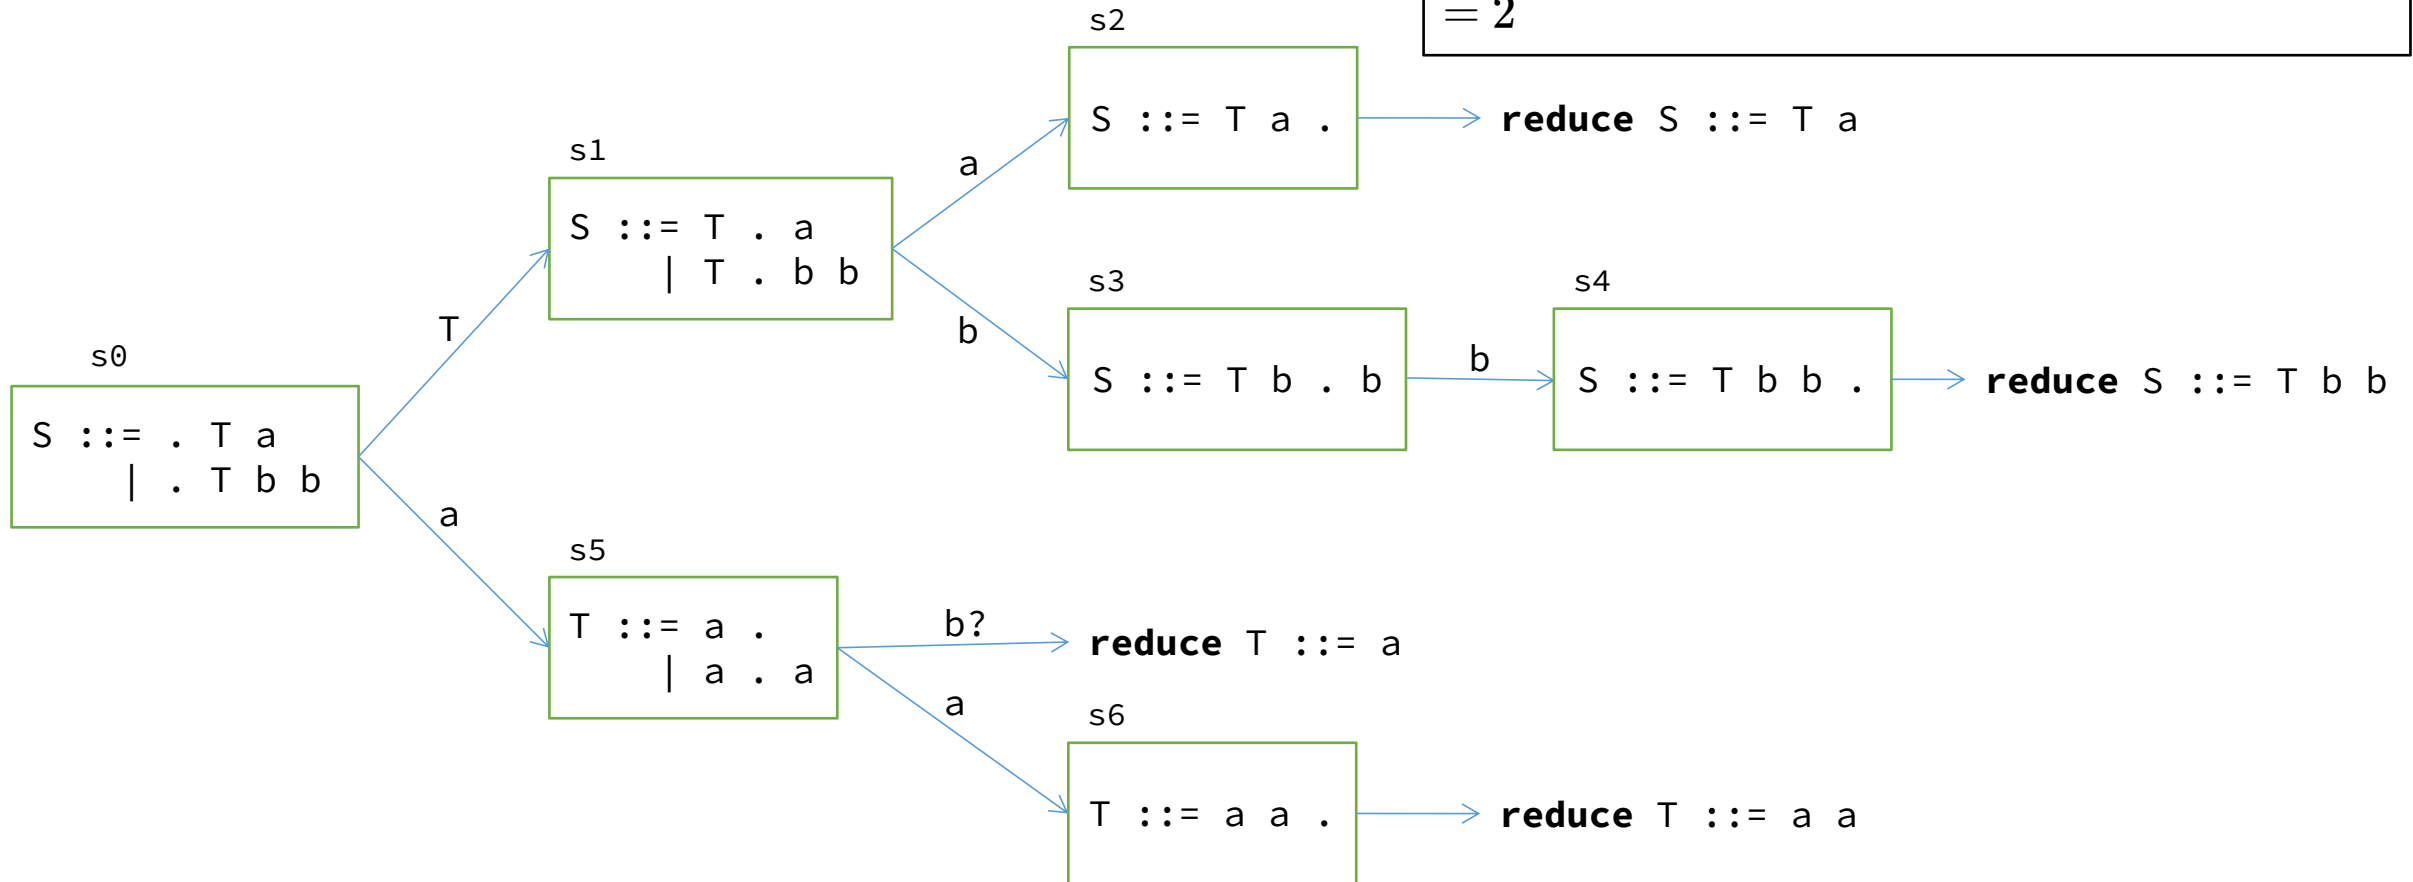 = 2
s2
S ::= T a .
reduce S ::= T a
s1
a
S ::= T . a
| T . b b
s3
s4
T
b
S ::= T b . b
b
S ::= T b b .
reduce S ::= T b b
s0
S ::= . T a
| . T b b
a
s5
T ::= a .
| a . a
b?
reduce T ::= a
a
s6
T ::= a a .
reduce T ::= a a